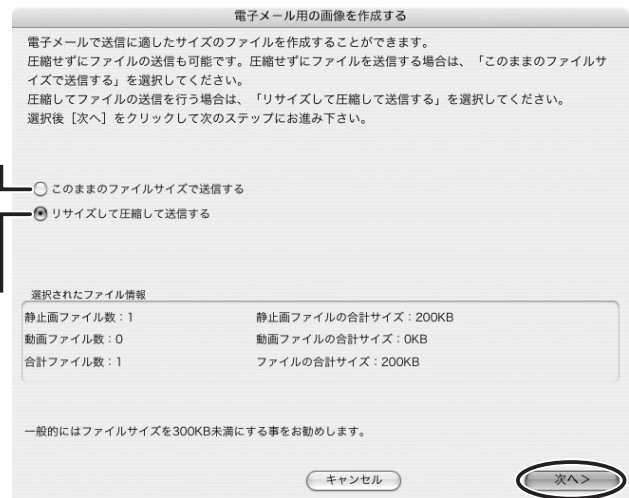 電子メール用の画像を作成する
電子メールで送信に適したサイズのファイルを作成することができます。
圧縮せずにファイルの送信も可能です。圧縮せずにファイルを送信する場合は、「このままのファイルサ
イズで送信する」を選択してください。
圧縮してファイルの送信を行う場合は、「リサイズして圧縮して送信する」を選択してください。
選択後［次へ］をクリックして次のステップにお進み下さい。
このままのファイルサイズで送信する
リサイズして圧縮して送信する
選択されたファイル情報
静止画ファイル数：1 静止画ファイルの合計サイズ：200KB
動画ファイル数：0 動画ファイルの合計サイズ：0KB
合計ファイル数：1 ファイルの合計サイズ：200KB
一般的にはファイルサイズを300KB未満にする事をお勧めします。
キャンセル 次へ＞